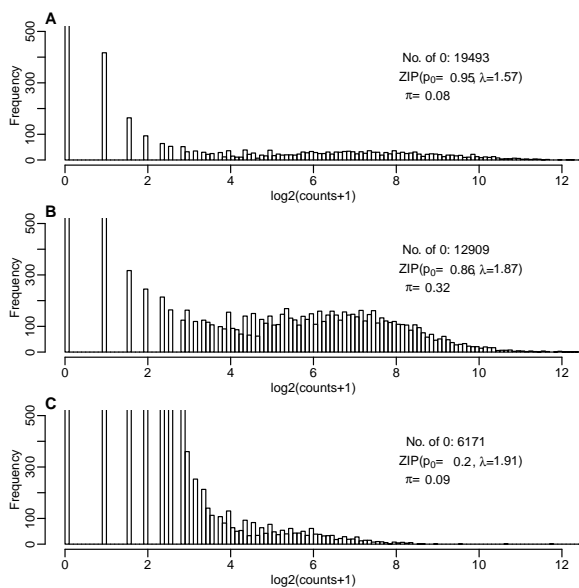 A
500
300
100
0
Frequency
No. of 0: 19493
ZIP(p0= 0.95, λ=1.57)
π= 0.08
0 2 4 6 8 10 12
log2(counts+1)
B
500
300
100
0
Frequency
No. of 0: 12909
ZIP(p0= 0.86, λ=1.87)
π= 0.32
0 2 4 6 8 10 12
log2(counts+1)
C
500
300
100
0
Frequency
No. of 0: 6171
ZIP(p0= 0.2, λ=1.91)
π= 0.09
0 2 4 6 8 10 12
log2(counts+1)